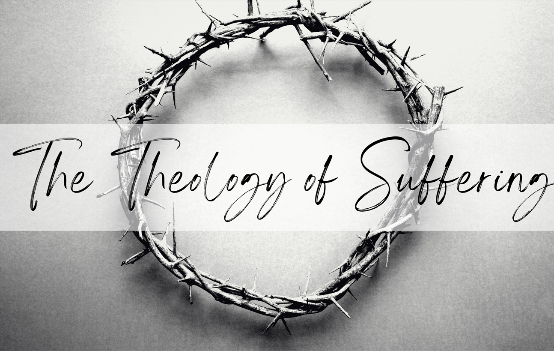 The Theology of Suffering